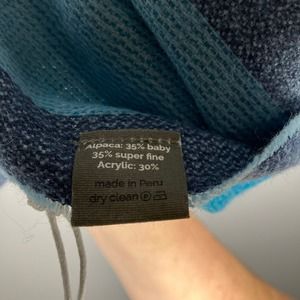 Alpaca: 35% baby
35% super fine
Acrylic: 30%
made in Peru
dry clean